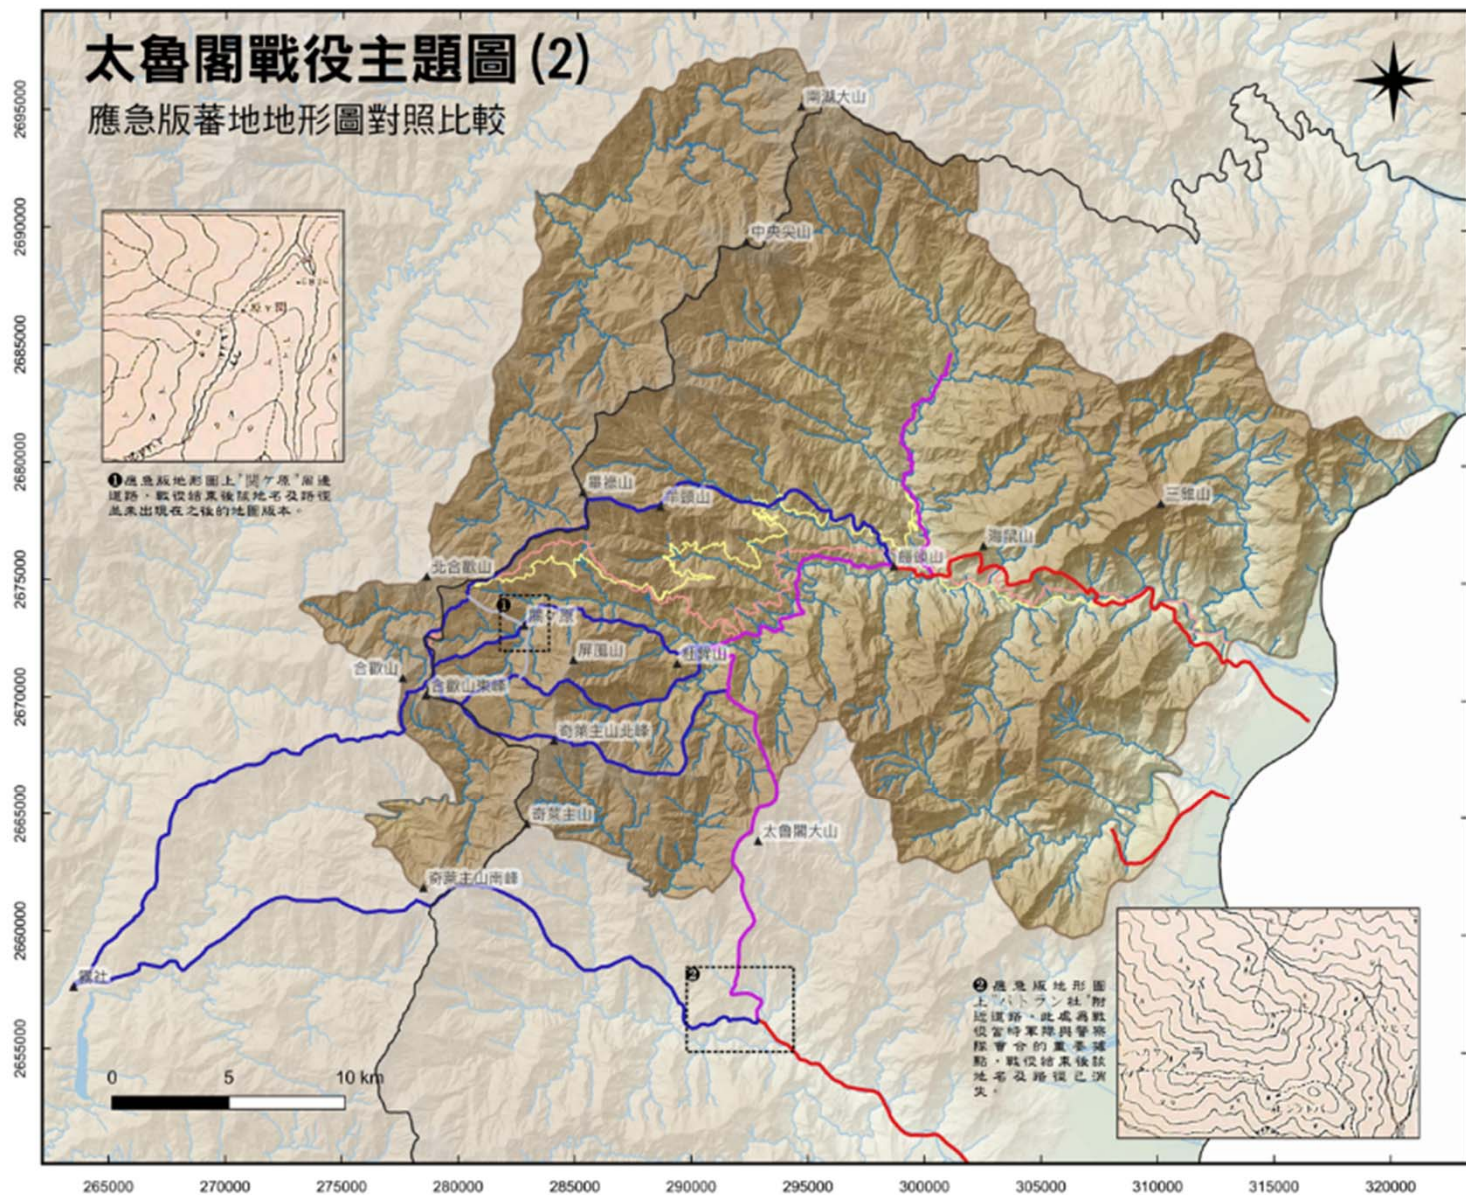 太魯閣戰役主題圖(2)
應急版蕃地地形圖對照比較
南湖大山
中央尖山
関ヶ原
❶應急版地形圖上"関ケ原"周邊
道路，戰役結束後該地名及路徑
並未出現在之後的地圖版本。
畢祿山
羊頭山
三錐山
海鼠山
饅頭山
北合歡山
❶
關ケ原
屏風山
合歡山
合歡山東峰
奇萊主山北峰
奇萊主山
太魯閣大山
奇萊主山南峰
霧社
❷
❷應急版地形圖
上"バトラン社"附
近道路，此處為戰
役當時軍隊與警察
隊會合的重要據
點，戰役結束後該
地名及路徑已消
失。
0 5 10 km
2695000
2690000
2685000
2680000
2675000
2670000
2665000
2660000
2655000
265000 270000 275000 280000 285000 290000 295000 300000 305000 310000 315000 320000